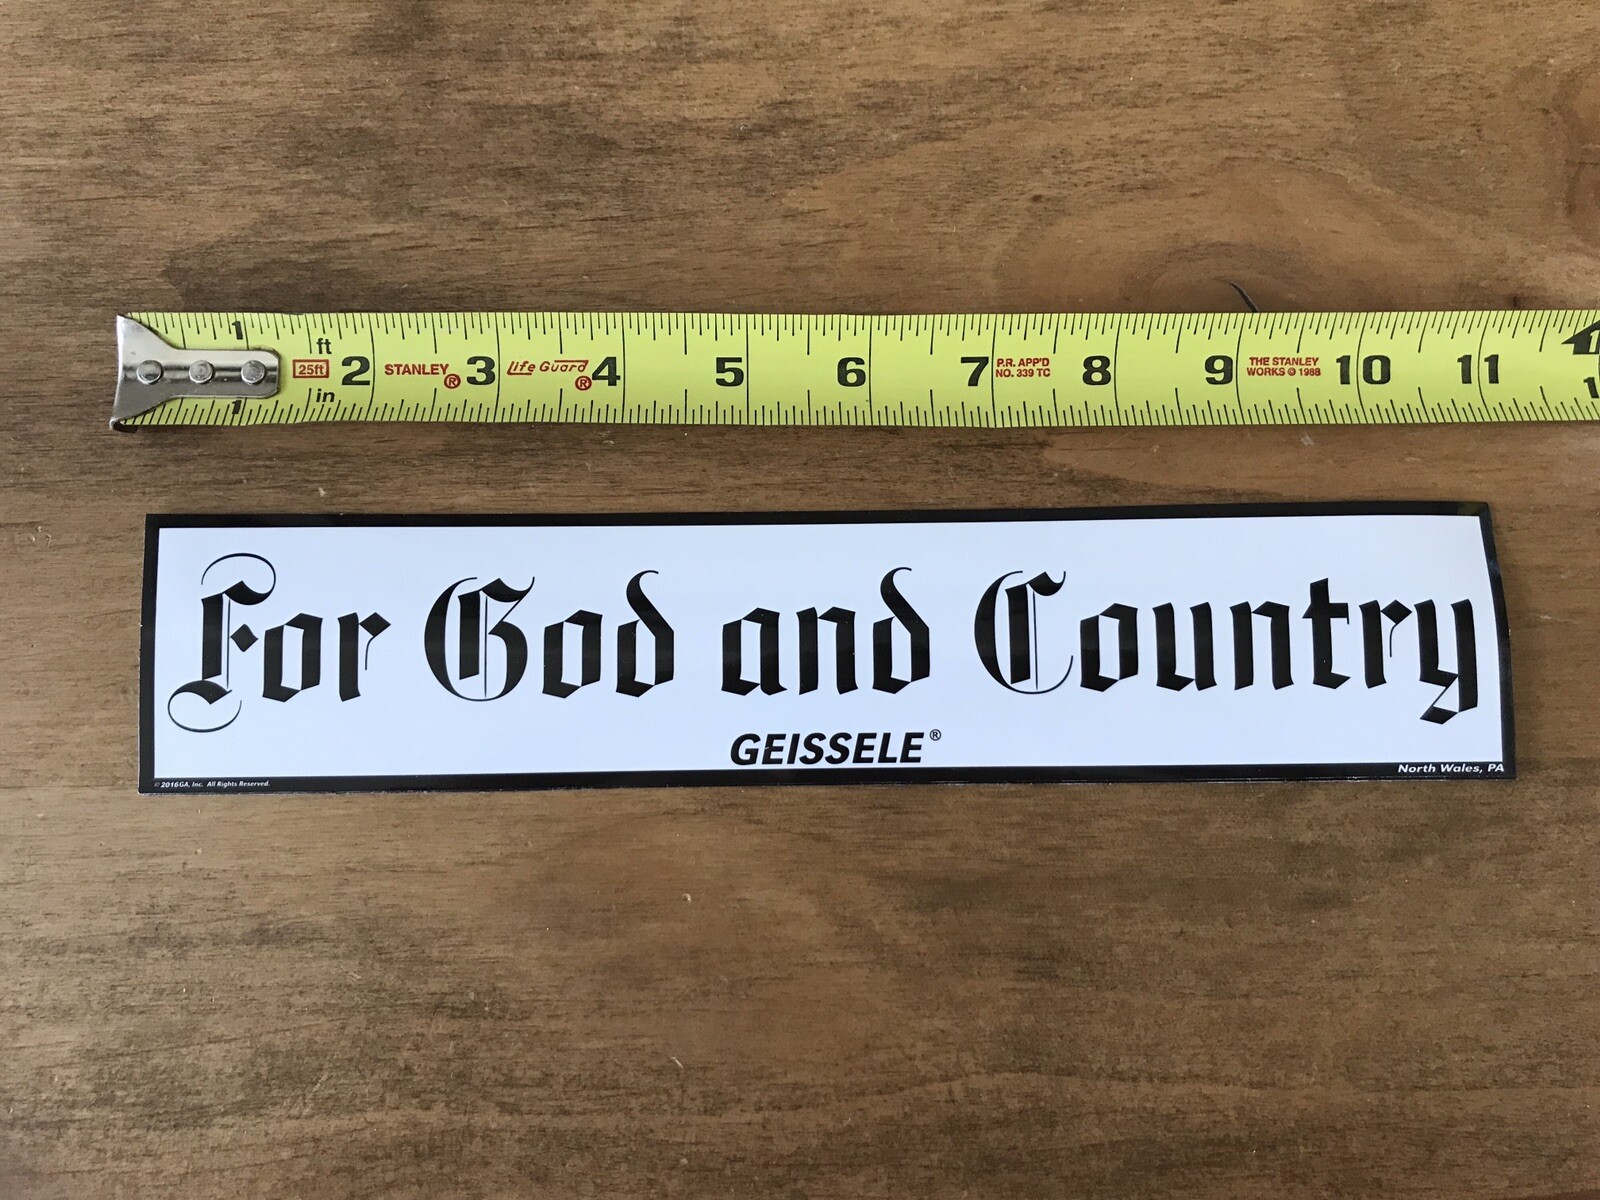 1 ft 25ft 2 STANLEY® 3 Life Guard® 4 5 6 7 P.R. APP'D NO. 339 TC 8 9 THE STANLEY WORKS © 1988 10 11
1 in
For God and Country
GEISSELE®
© 2016GA, Inc. All Rights Reserved.
North Wales, PA